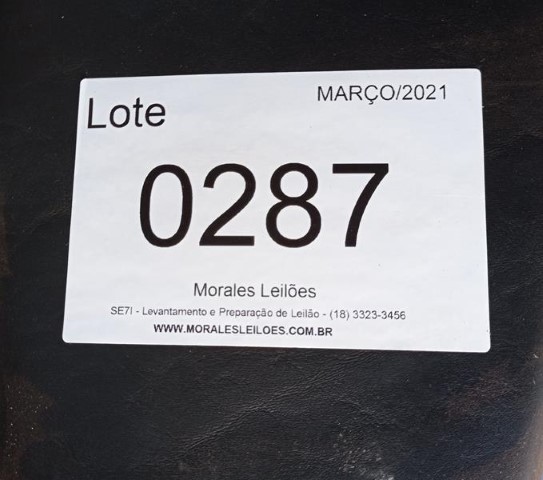 MARÇO/2021
Lote
0287
Morales Leilões
SE7I - Levantamento e Preparação de Leilão - (18) 3323-3456
WWW.MORALESLEILOES.COM.BR